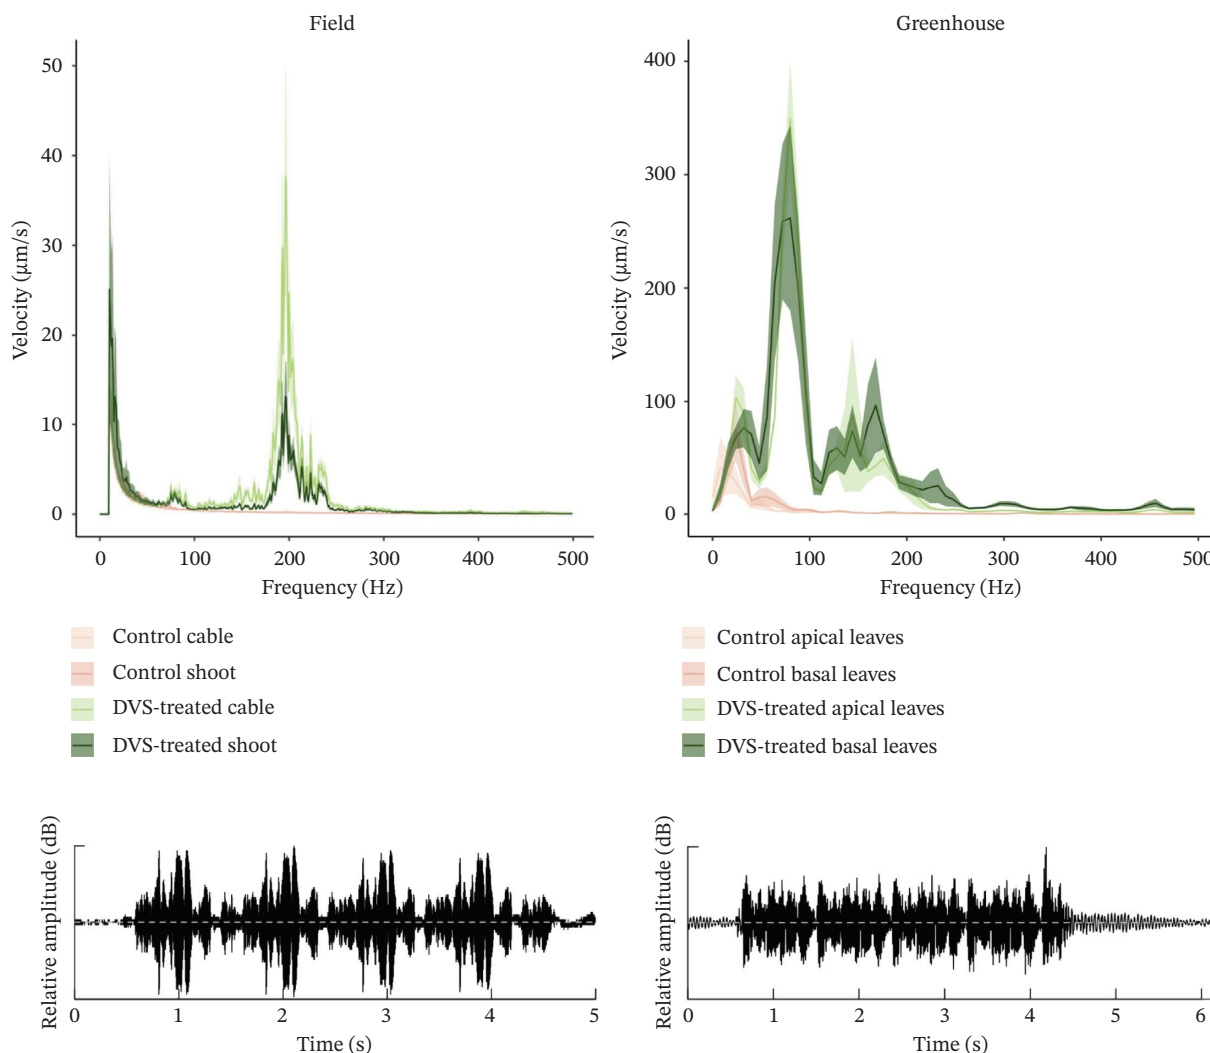 Field
50
40
30
20
10
0
Velocity (μm/s)
0 100 200 300 400 500
Frequency (Hz)
Control cable
Control shoot
DVS-treated cable
DVS-treated shoot
Greenhouse
400
300
200
100
0
Velocity (μm/s)
0 100 200 300 400 500
Frequency (Hz)
Control apical leaves
Control basal leaves
DVS-treated apical leaves
DVS-treated basal leaves
Relative amplitude (dB)
0 1 2 3 4 5
Time (s)
Relative amplitude (dB)
0 1 2 3 4 5 6
Time (s)